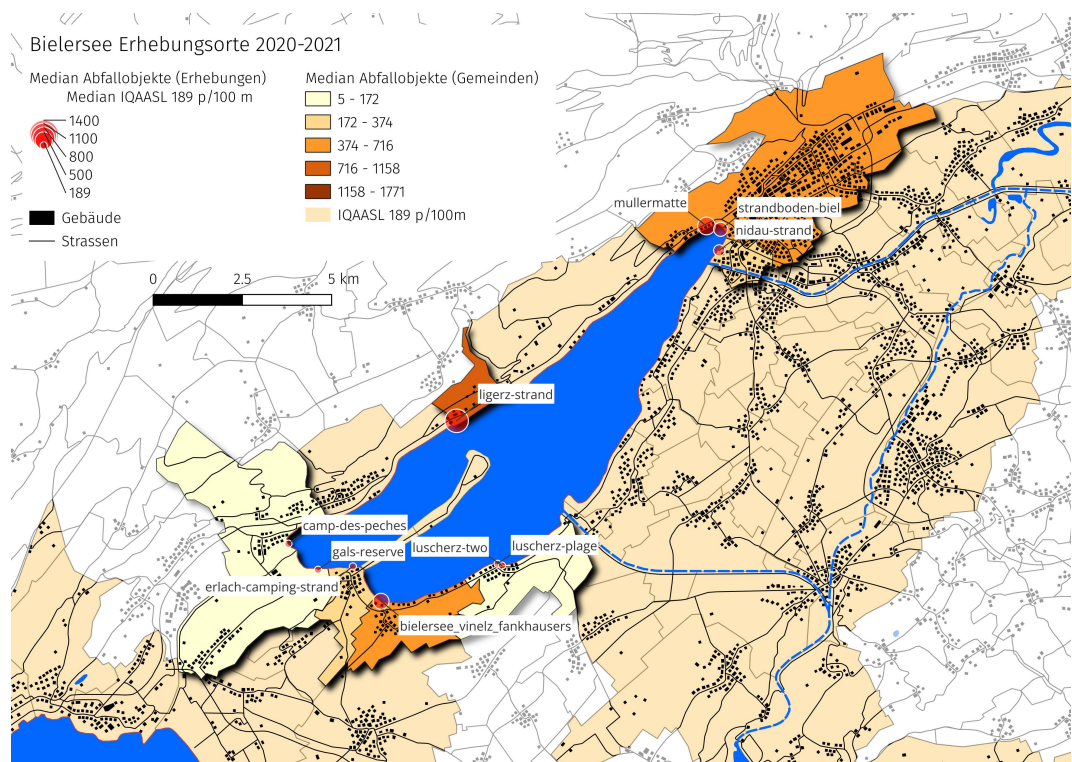 Bielersee Erhebungsorte 2020-2021
Median Abfallobjekte (Erhebungen)
Median IQAASL 189 p/100 m
1400
1100
800
500
189
Gebäude
Strassen
Median Abfallobjekte (Gemeinden)
5 - 172
172 - 374
374 - 716
716 - 1158
1158 - 1771
IQAASL 189 p/100m
0 2.5 5 km
mullermatte
strandboden-biel
nidau-strand
ligerz-strand
camp-des-peches
gals-reserve
luscherz-two
luscherz-plage
erlach-camping-strand
bielersee_vinelz_fankhausers